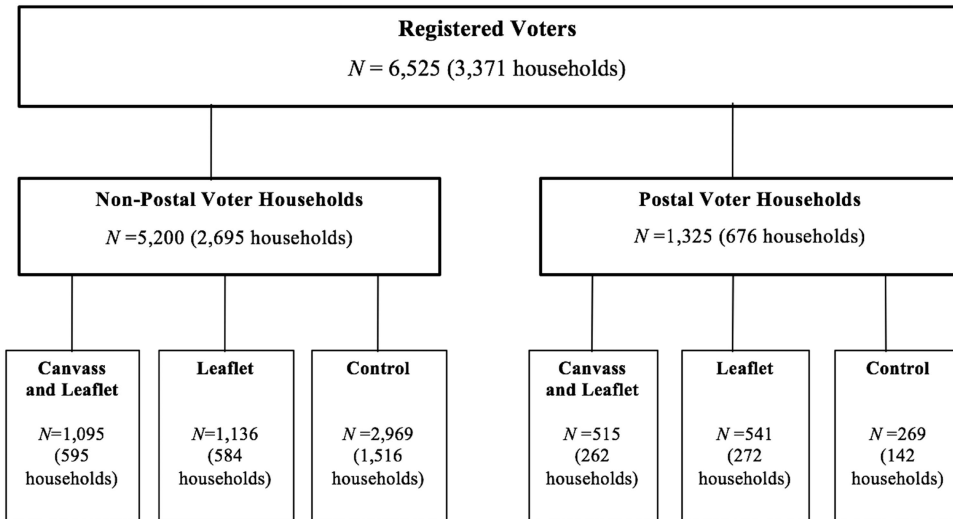 Registered Voters
N = 6,525 (3,371 households)
Non-Postal Voter Households
N =5,200 (2,695 households)
Postal Voter Households
N =1,325 (676 households)
Canvass
and Leaflet
N=1,095
(595
households)
Leaflet
N=1,136
(584
households)
Control
N =2,969
(1,516
households)
Canvass
and Leaflet
N =515
(262
households)
Leaflet
N =541
(272
households)
Control
N =269
(142
households)